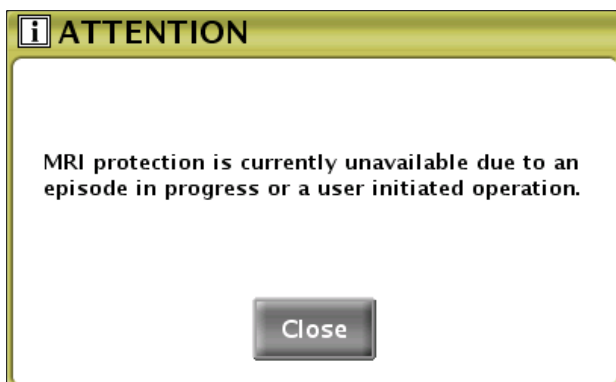 i ATTENTION
MRI protection is currently unavailable due to an
episode in progress or a user initiated operation.
Close